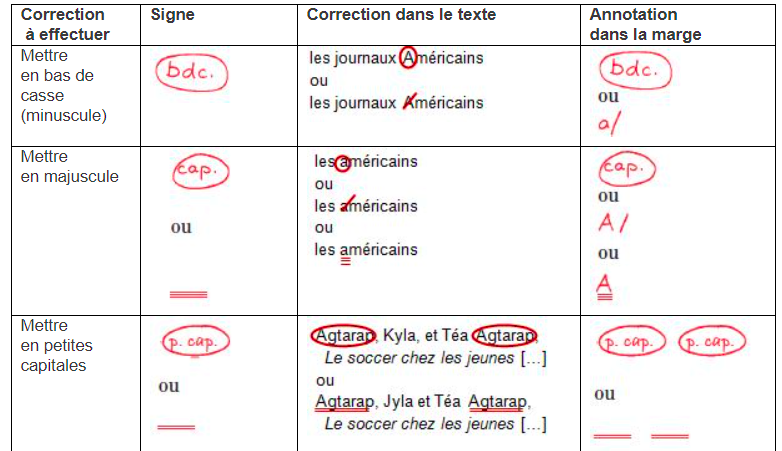 Correction
à effectuer
Signe
Correction dans le texte
Annotation
dans la marge
Mettre
en bas de
casse
(minuscule)
bdc.
les journaux Américains
ou
les journaux Américains
bdc.
ou
a/
Mettre
en majuscule
cap.
ou
les américains
ou
les américains
ou
les américains
cap.
ou
A/
ou
A
Mettre
en petites
capitales
p. cap.
ou
Agtarap, Kyla, et Téa Agtarap,
Le soccer chez les jeunes […]
ou
Agtarap, Jyla et Téa Agtarap,
Le soccer chez les jeunes […]
p. cap. p. cap.
ou